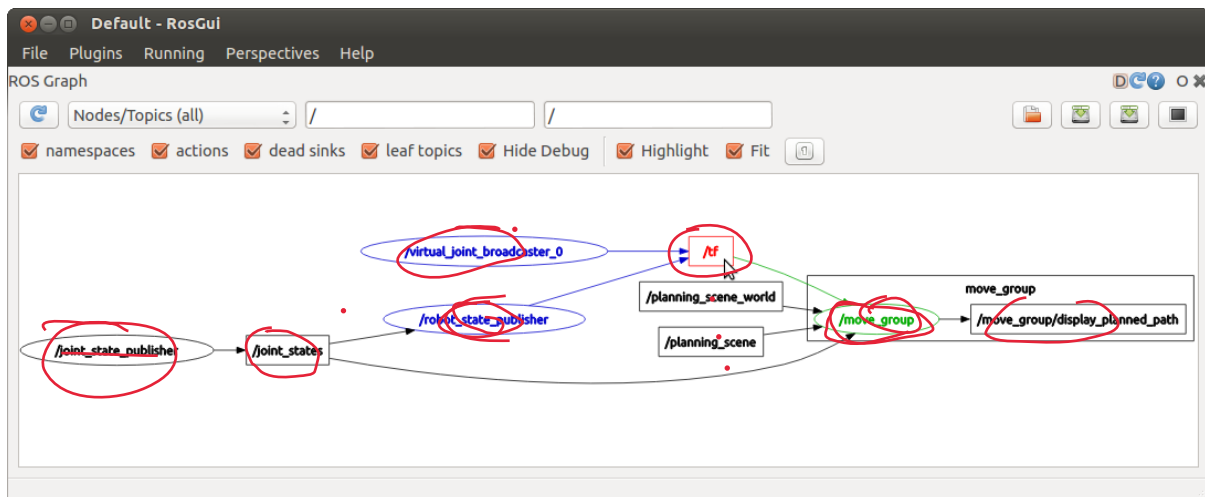 Default - RosGui
File Plugins Running Perspectives Help
ROS Graph D ? O
Nodes/Topics (all) / /
namespaces actions dead sinks leaf topics Hide Debug Highlight Fit
/virtual_joint_broadcaster_0 /tf
/planning_scene_world move_group
/joint_state_publisher /joint_states /robot_state_publisher /move_group /move_group/display_planned_path
/planning_scene